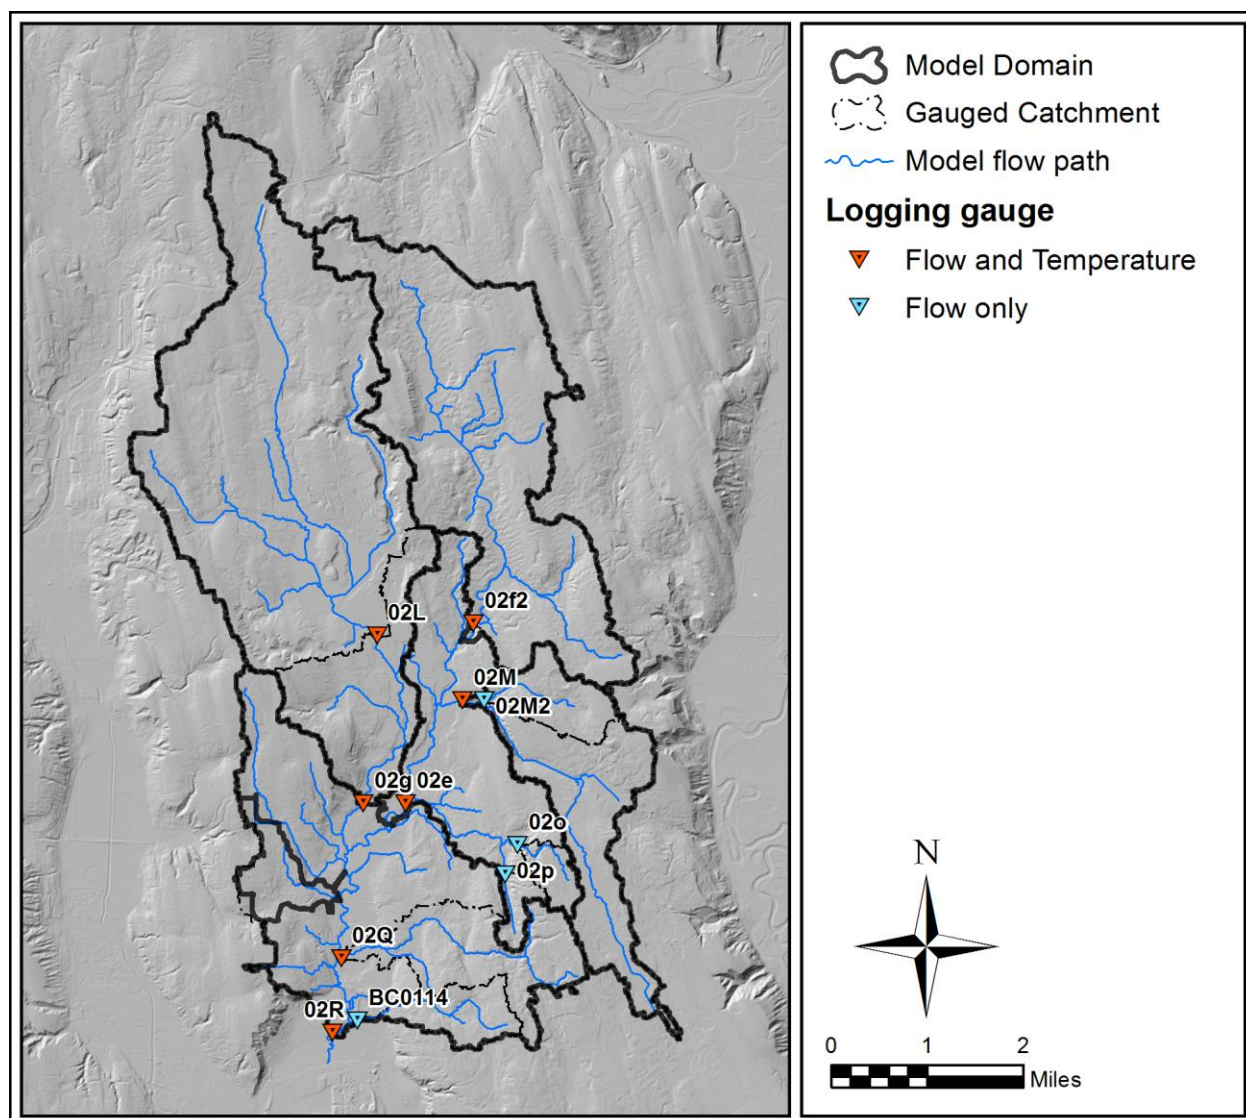 Model Domain
Gauged Catchment
Model flow path
Logging gauge
Flow and Temperature
Flow only
02f2
02L
02M
02M2
02g 02e
02o
02p
02Q
BC0114
02R
N
0 1 2
Miles